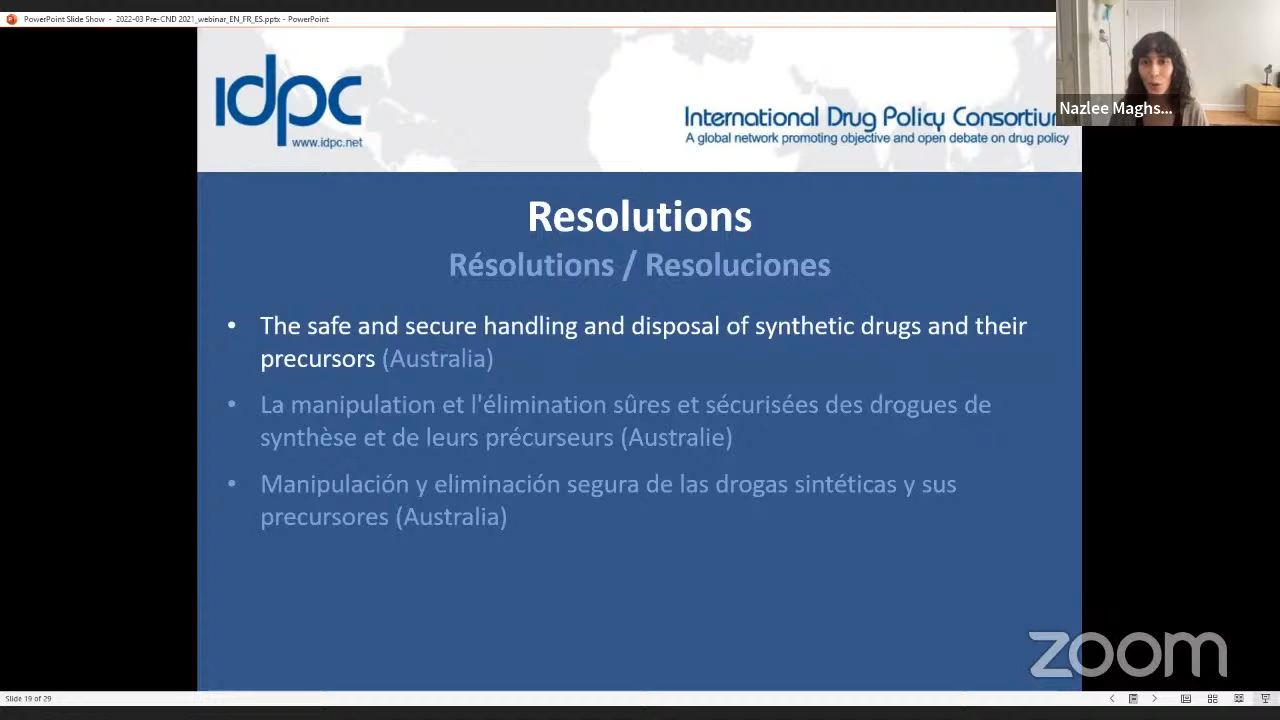 PowerPoint Slide Show - 2022-03 Pre-CND 2021_webinar_EN_FR_ES.pptx - PowerPoint
Nazlee Maghs...
idpc
www.idpc.net
International Drug Policy Consortiu
A global network promoting objective and open debate on drug policy
Resolutions
Résolutions / Resoluciones
• The safe and secure handling and disposal of synthetic drugs and their
precursors (Australia)
• La manipulation et l'élimination sûres et sécurisées des drogues de
synthèse et de leurs précurseurs (Australie)
• Manipulación y eliminación segura de las drogas sintéticas y sus
precursores (Australia)
zoom
Slide 19 of 29